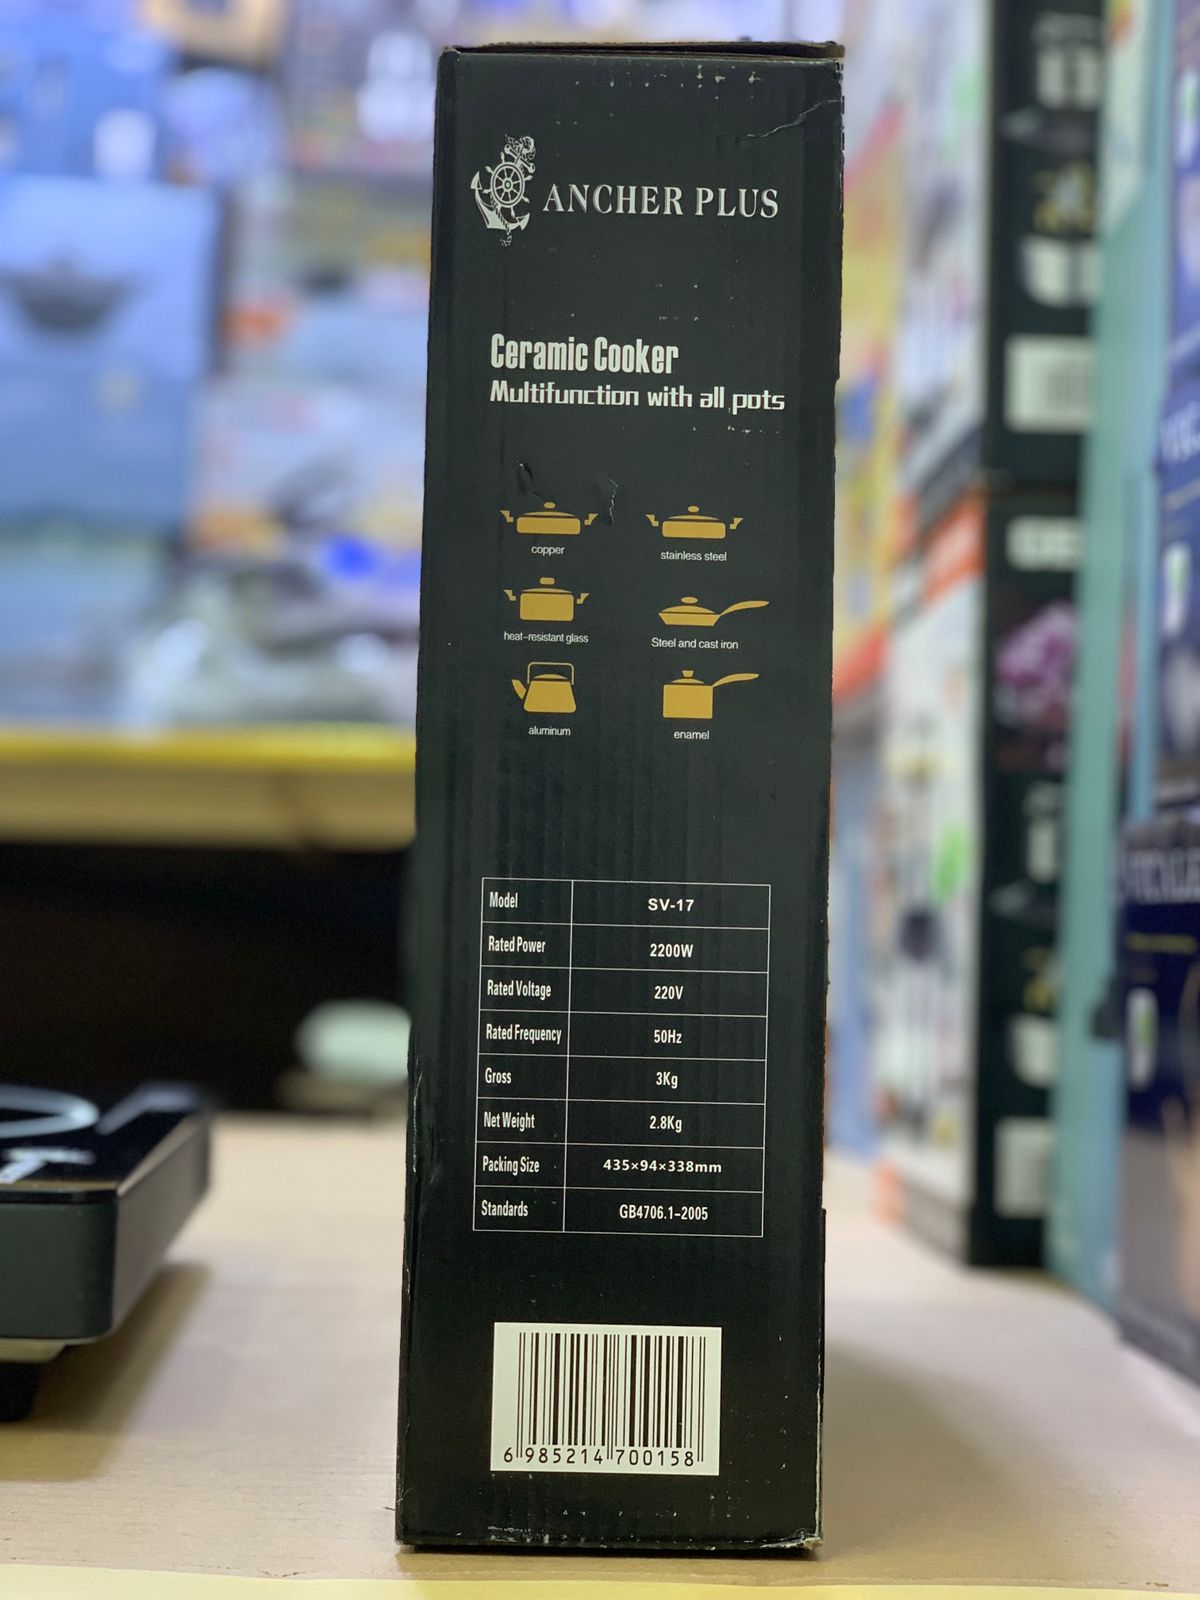 ANCHER PLUS
Ceramic Cooker
Multifunction with all pots
copper stainless steel
heat-resistant glass Steel and cast iron
aluminum enamel
Model SV-17
Rated Power 2200W
Rated Voltage 220V
Rated Frequency 50Hz
Gross 3Kg
Net Weight 2.8Kg
Packing Size 435×94×338mm
Standards GB4706.1-2005
6 985214 700158